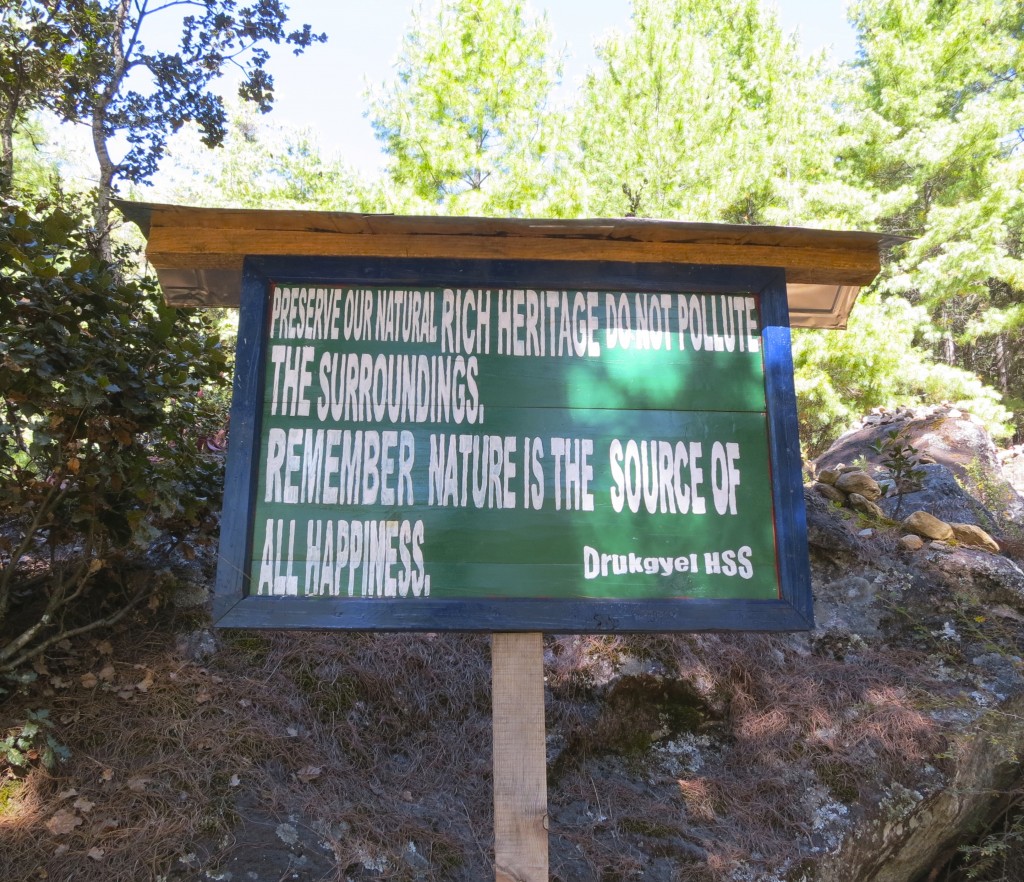 PRESERVE OUR NATURAL RICH HERITAGE DO NOT POLLUTE
THE SURROUNDINGS.
REMEMBER NATURE IS THE SOURCE OF
ALL HAPPINESS.
Drukgyel HSS